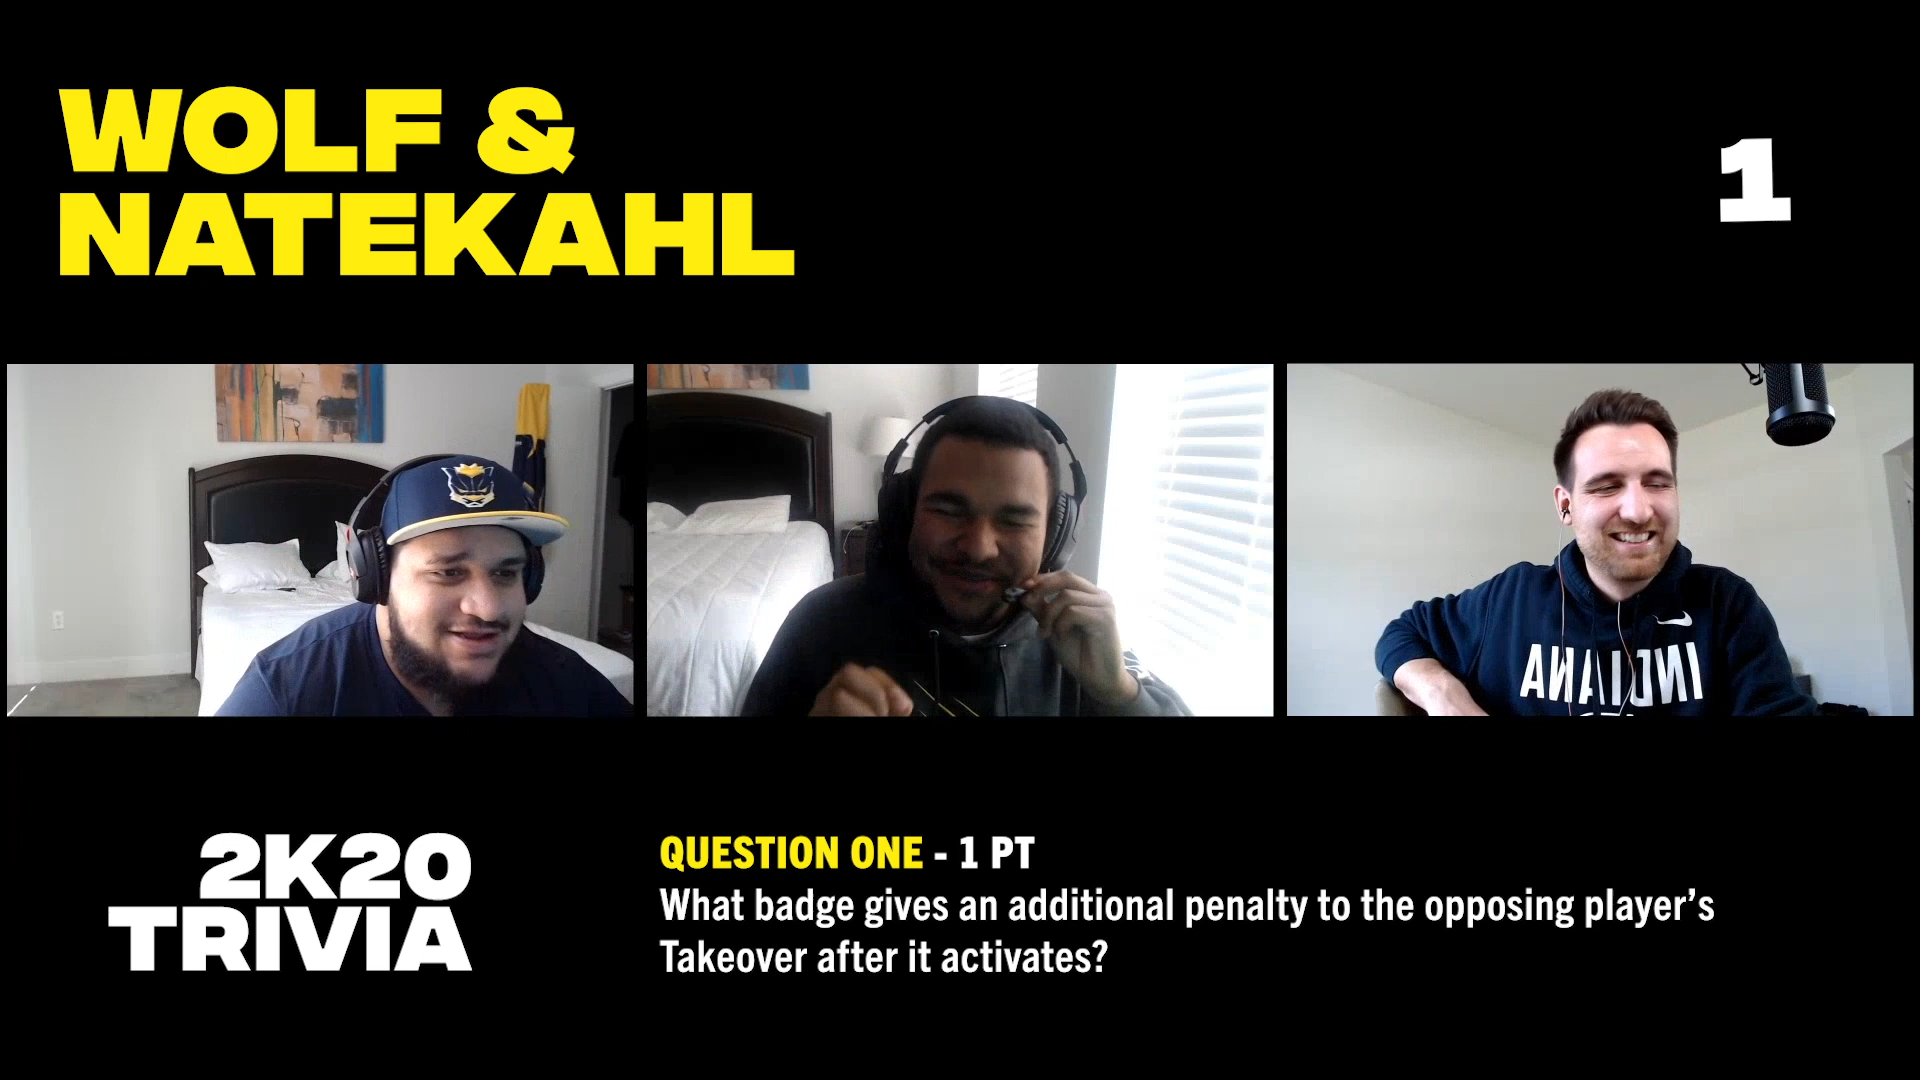 WOLF &
NATEKAHL
1
INDIANA
2K20
TRIVIA
QUESTION ONE - 1 PT
What badge gives an additional penalty to the opposing player’s
Takeover after it activates?